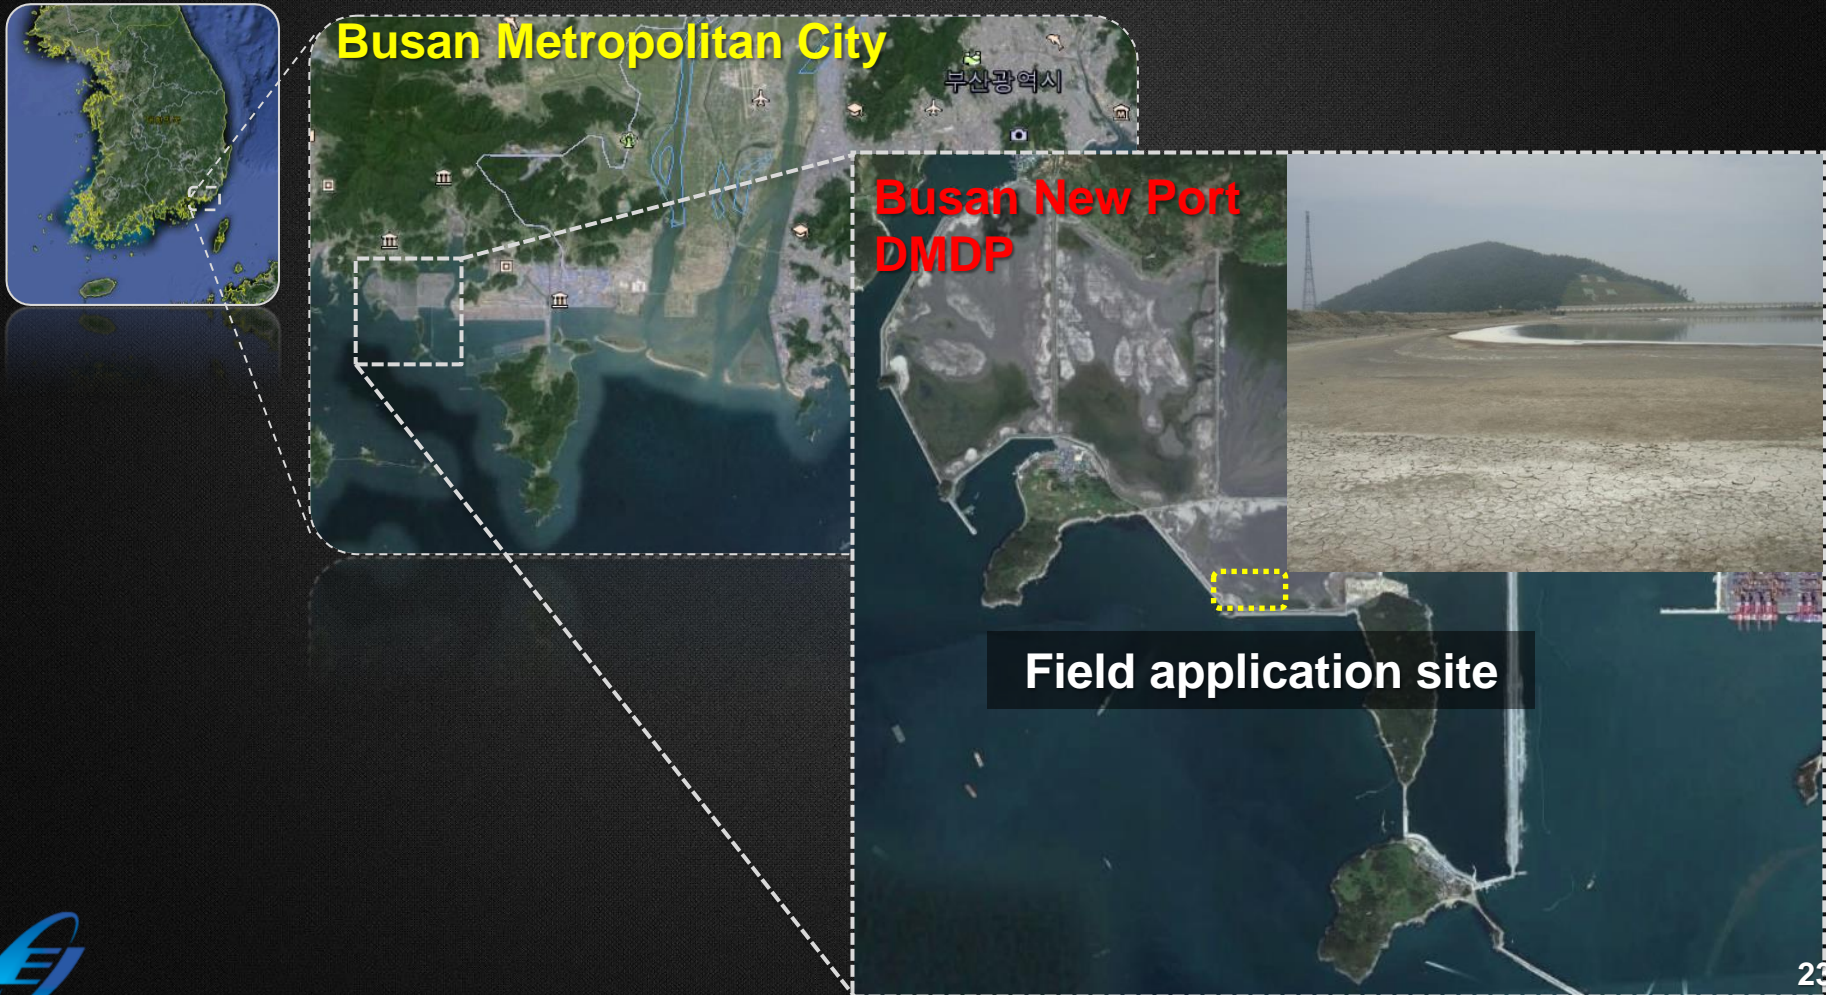 Busan Metropolitan City
부산광역시
Busan New Port
DMDP
Field application site
23